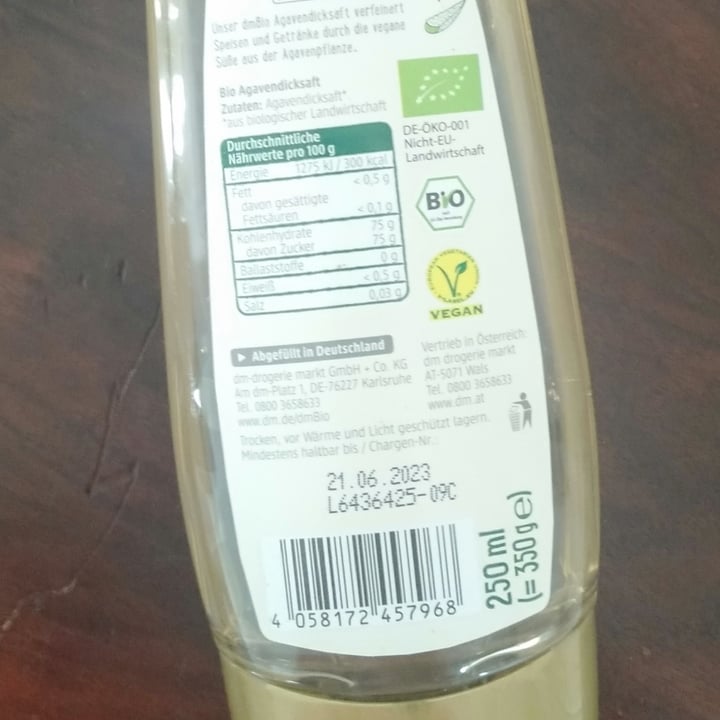 Unser dmBio Agavendicksaft verfeinert
Speisen und Getränke durch die vegane
Süße aus der Agavenpflanze.
Bio Agavendicksaft
Zutaten: Agavendicksaft*
*aus biologischer Landwirtschaft
Durchschnittliche
Nährwerte pro 100 g
Energie 1275 kJ / 300 kcal
Fett < 0,5 g
davon gesättigte
Fettsäuren < 0,1 g
Kohlenhydrate 75 g
davon Zucker 75 g
Ballaststoffe 0 g
Eiweiß < 0,5 g
Salz 0,03 g
DE-ÖKO-001
Nicht-EU-
Landwirtschaft
BiO
VEGAN
▶ Abgefüllt in Deutschland
dm-drogerie markt GmbH + Co. KG
Am dm-Platz 1, DE-76227 Karlsruhe
Tel. 0800 3658633
www.dm.de/dmBio
Vertrieb in Österreich:
dm drogerie markt
AT-5071 Wals
Tel. 0800 3658633
www.dm.at
Trocken, vor Wärme und Licht geschützt lagern.
Mindestens haltbar bis / Chargen-Nr.:
21.06.2023
L6436425-09C
4 058172 457968
250 ml
(= 350 g e)